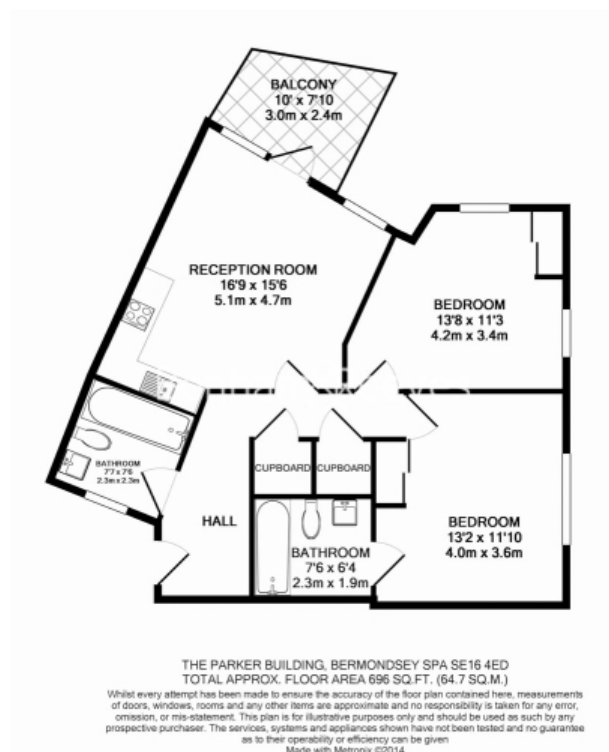 BALCONY
10' x 7'10
3.0m x 2.4m
RECEPTION ROOM
16'9 x 15'6
5.1m x 4.7m
BEDROOM
13'8 x 11'3
4.2m x 3.4m
BATHROOM
7'7 x 7'6
2.3m x 2.3m
CUPBOARD
CUPBOARD
HALL
BATHROOM
7'6 x 6'4
2.3m x 1.9m
BEDROOM
13'2 x 11'10
4.0m x 3.6m
THE PARKER BUILDING, BERMONDSEY SPA SE16 4ED
TOTAL APPROX. FLOOR AREA 696 SQ.FT. (64.7 SQ.M.)
Whilst every attempt has been made to ensure the accuracy of the floor plan contained here, measurements
of doors, windows, rooms and any other items are approximate and no responsibility is taken for any error,
omission, or mis-statement. This plan is for illustrative purposes only and should be used as such by any
prospective purchaser. The services, systems and appliances shown have not been tested and no guarantee
as to their operability or efficiency can be given
Made with Metropix ©2014